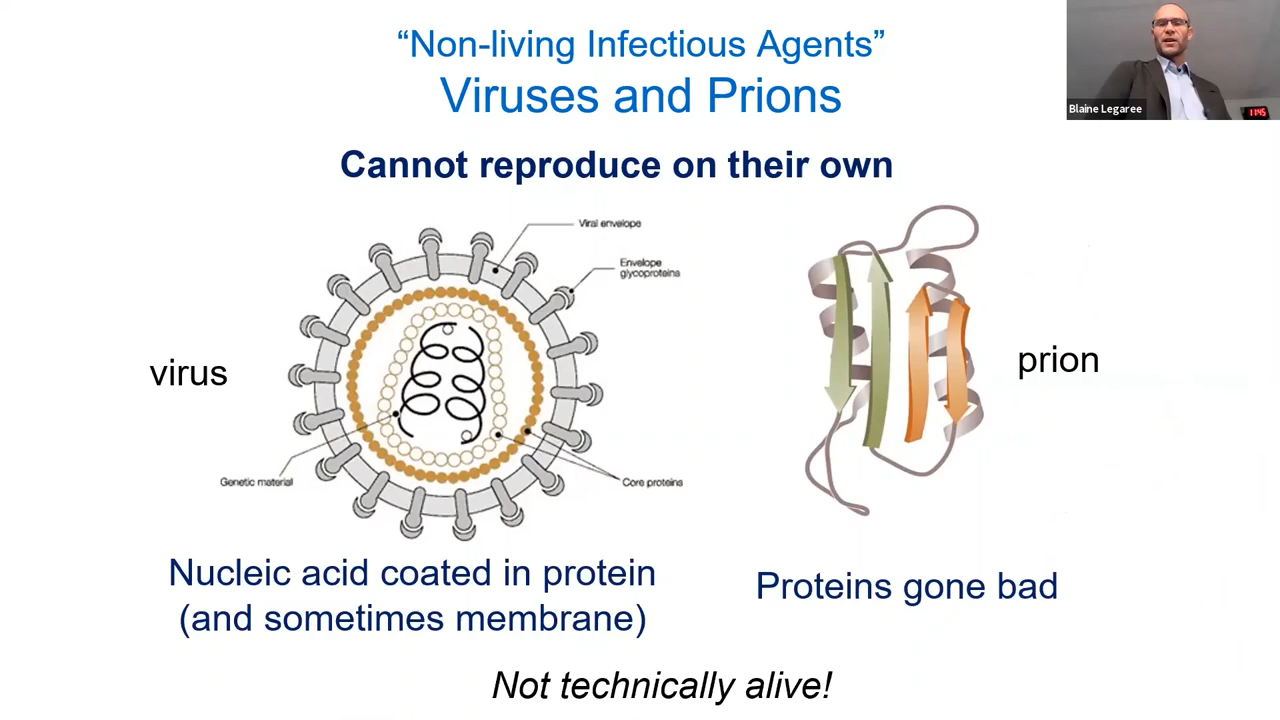 “Non-living Infectious Agents”
Viruses and Prions
Blaine Legaree
11:45
Cannot reproduce on their own
Viral envelope
Envelope
glycoproteins
virus
prion
Genetic material
Core proteins
Nucleic acid coated in protein
(and sometimes membrane)
Proteins gone bad
Not technically alive!